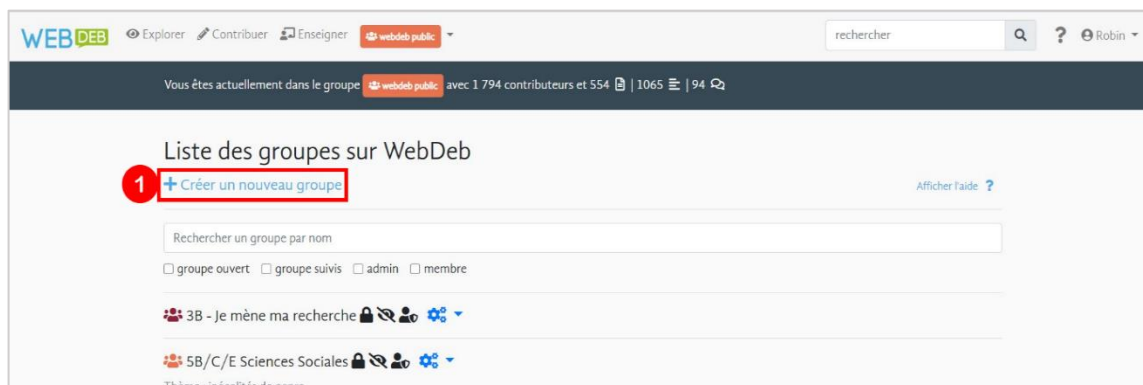 WEBDEB Explorer Contribuer Enseigner webdeb public rechercher ? Robin
Vous êtes actuellement dans le groupe webdeb public avec 1 794 contributeurs et 554 | 1065 | 94
Liste des groupes sur WebDeb
1 + Créer un nouveau groupe Afficher l'aide ?
Rechercher un groupe par nom
groupe ouvert groupe suivis admin membre
3B - Je mène ma recherche
5B/C/E Sciences Sociales